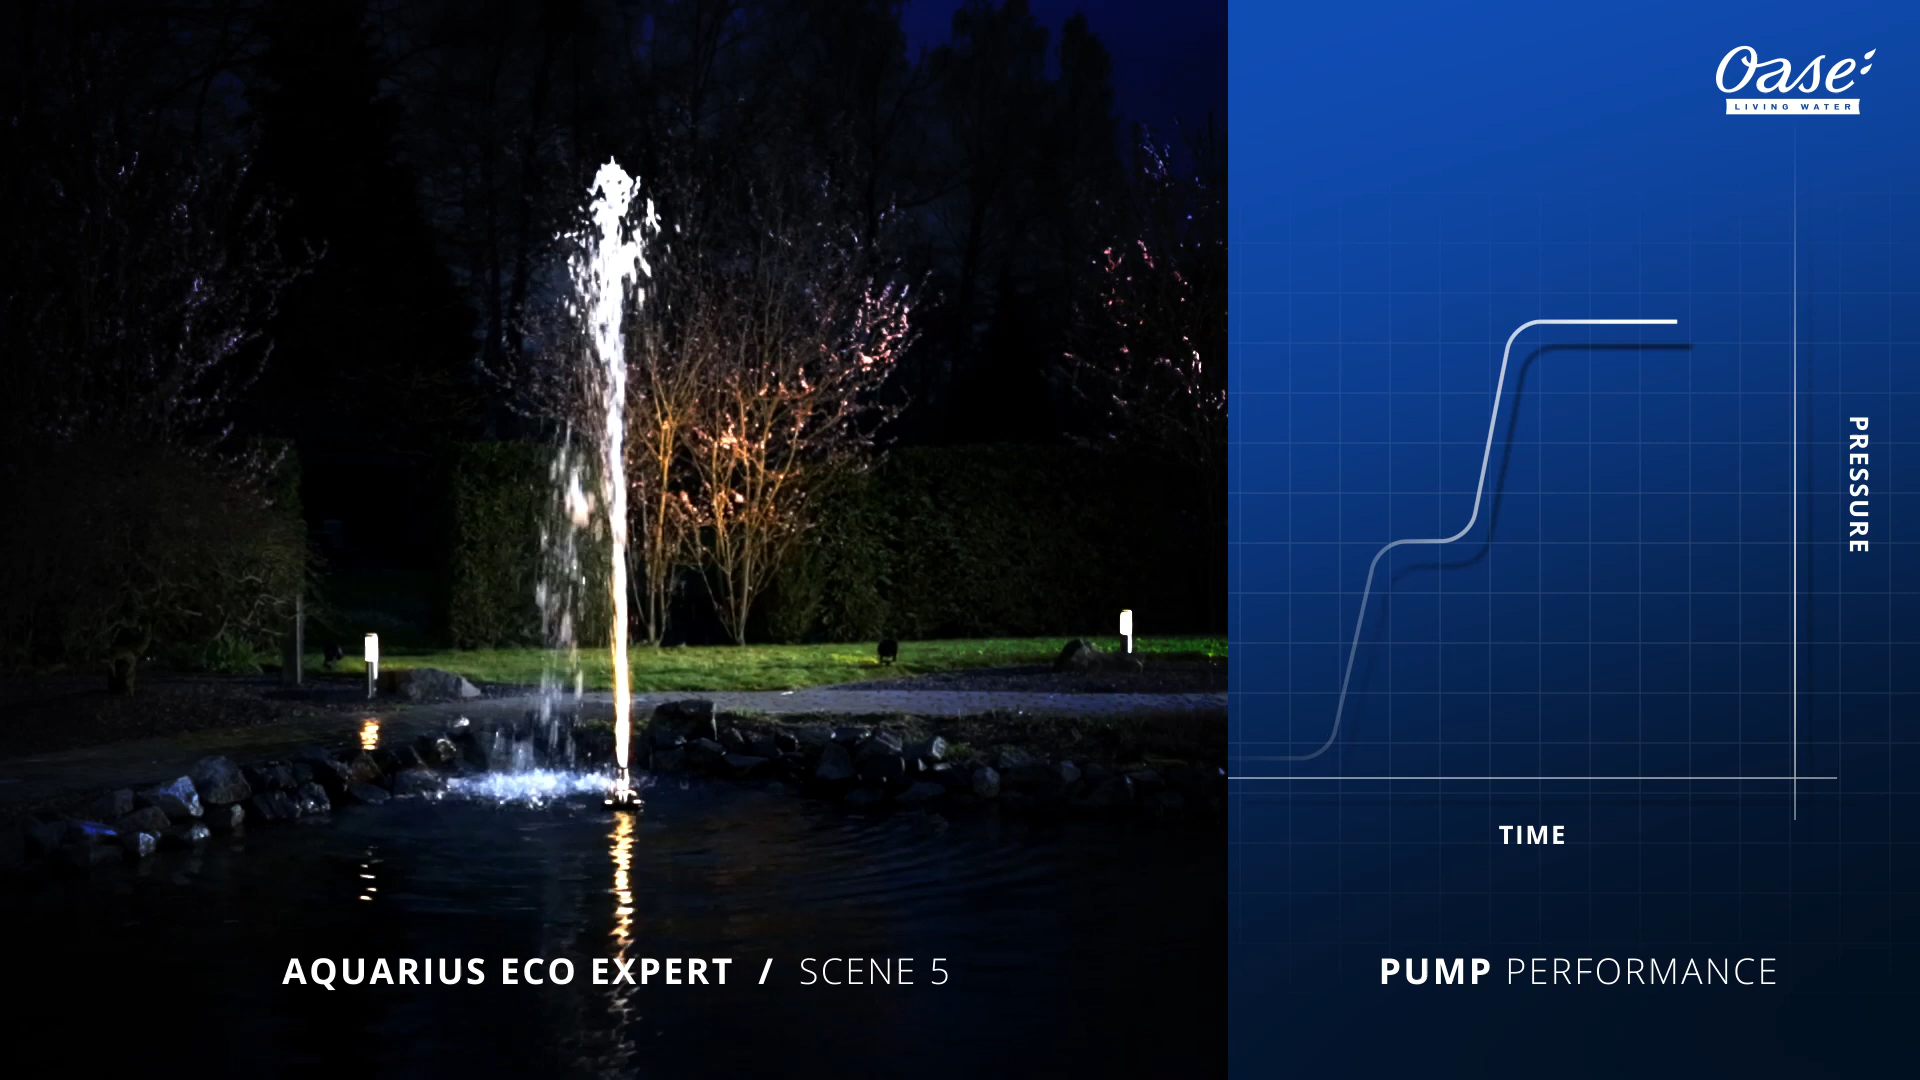 Oase
LIVING WATER
PRESSURE
TIME
AQUARIUS ECO EXPERT / SCENE 5
PUMP PERFORMANCE